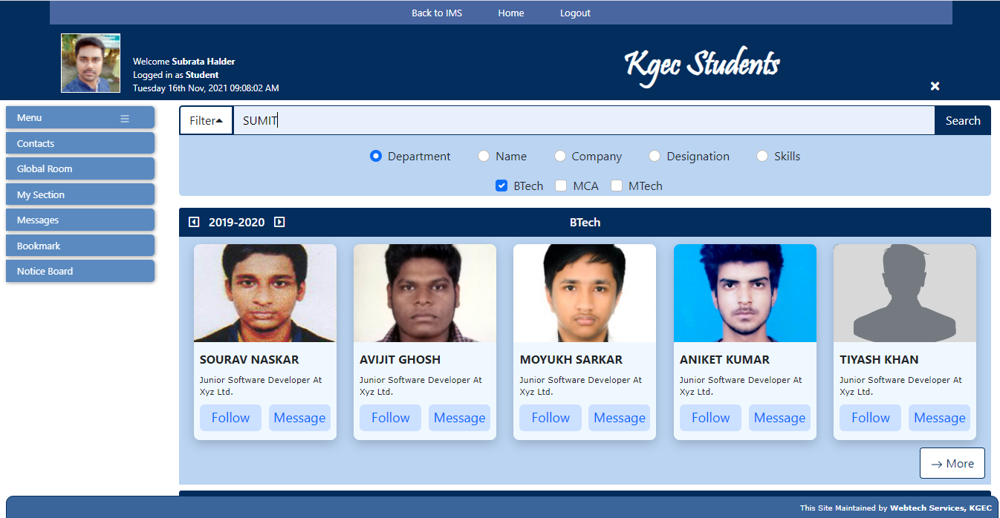 Back to IMS Home Logout
Welcome Subrata Halder
Logged in as Student
Tuesday 16th Nov, 2021 09:08:02 AM
Kgec Students
Menu
Contacts
Global Room
My Section
Messages
Bookmark
Notice Board
Filter SUMIT Search
Department Name Company Designation Skills
BTech MCA MTech
2019-2020 BTech
SOURAV NASKAR
Junior Software Developer At
Xyz Ltd.
Follow Message
AVIJIT GHOSH
Junior Software Developer At
Xyz Ltd.
Follow Message
MOYUKH SARKAR
Junior Software Developer At
Xyz Ltd.
Follow Message
ANIKET KUMAR
Junior Software Developer At
Xyz Ltd.
Follow Message
TIYASH KHAN
Junior Software Developer At
Xyz Ltd.
Follow Message
More
This Site Maintained by Webtech Services, KGEC